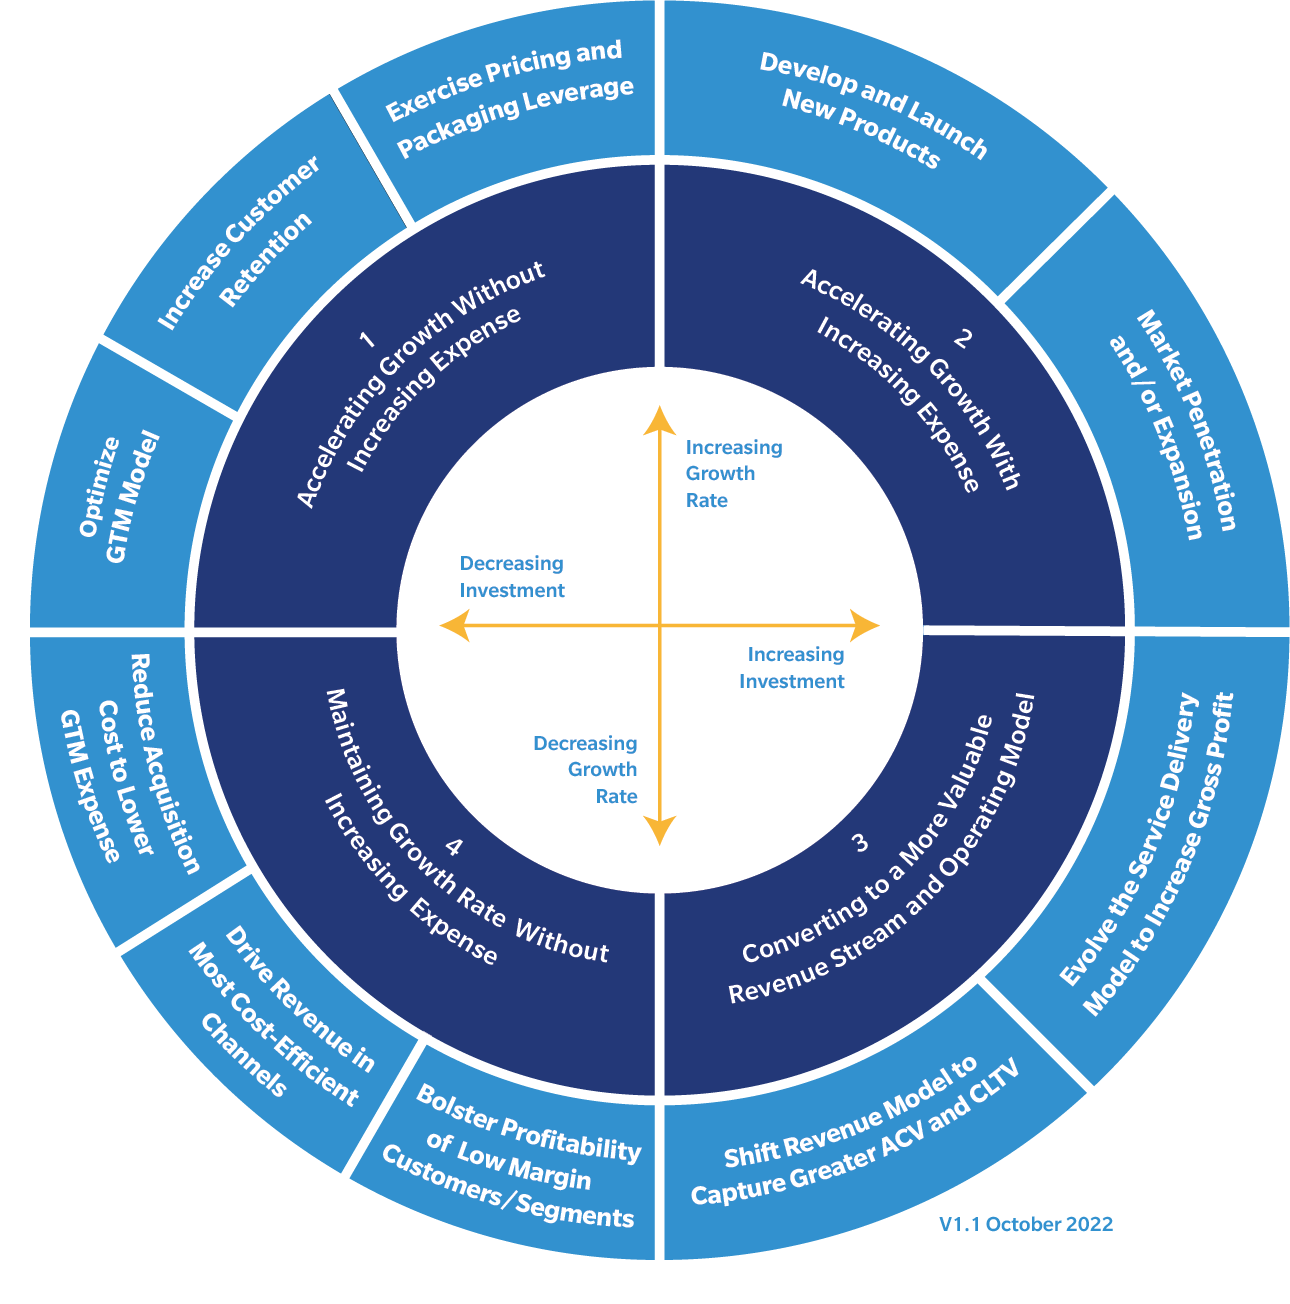 Exercise Pricing and
Packaging Leverage
Develop and Launch
New Products
Increase Customer
Retention
Market Penetration
and/or Expansion
Optimize
GTM Model
1
Accelerating Growth Without
Increasing Expense
2
Accelerating Growth With
Increasing Expense
Increasing
Growth
Rate
Decreasing
Investment
Increasing
Investment
Decreasing
Growth
Rate
3
Converting to a More Valuable
Revenue Stream and Operating Model
4
Maintaining Growth Rate Without
Increasing Expense
Evolve the Service Delivery
Model to Increase Gross Profit
Shift Revenue Model to
Capture Greater ACV and CLTV
Reduce Acquisition
Cost to Lower
GTM Expense
Drive Revenue in
Most Cost-Efficient
Channels
Bolster Profitability
of Low Margin
Customers/Segments
V1.1 October 2022